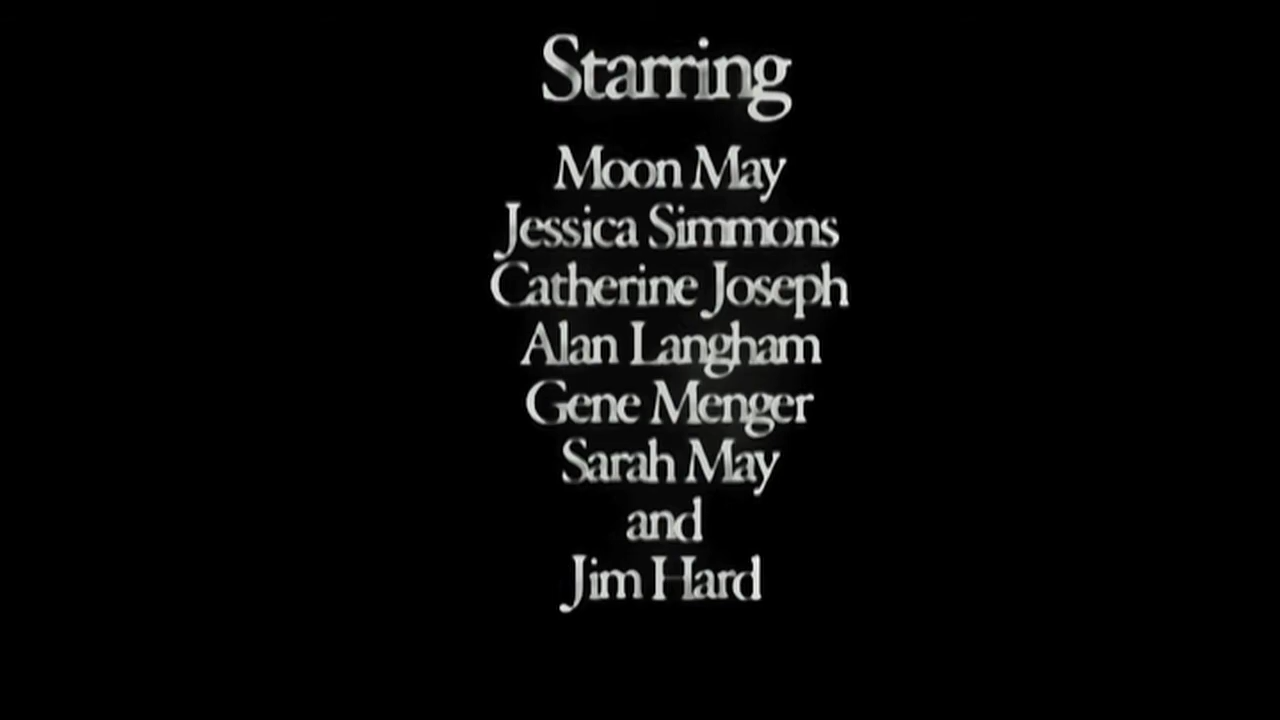 Starring
Moon May
Jessica Simmons
Catherine Joseph
Alan Langham
Gene Menger
Sarah May
and
Jim Hard